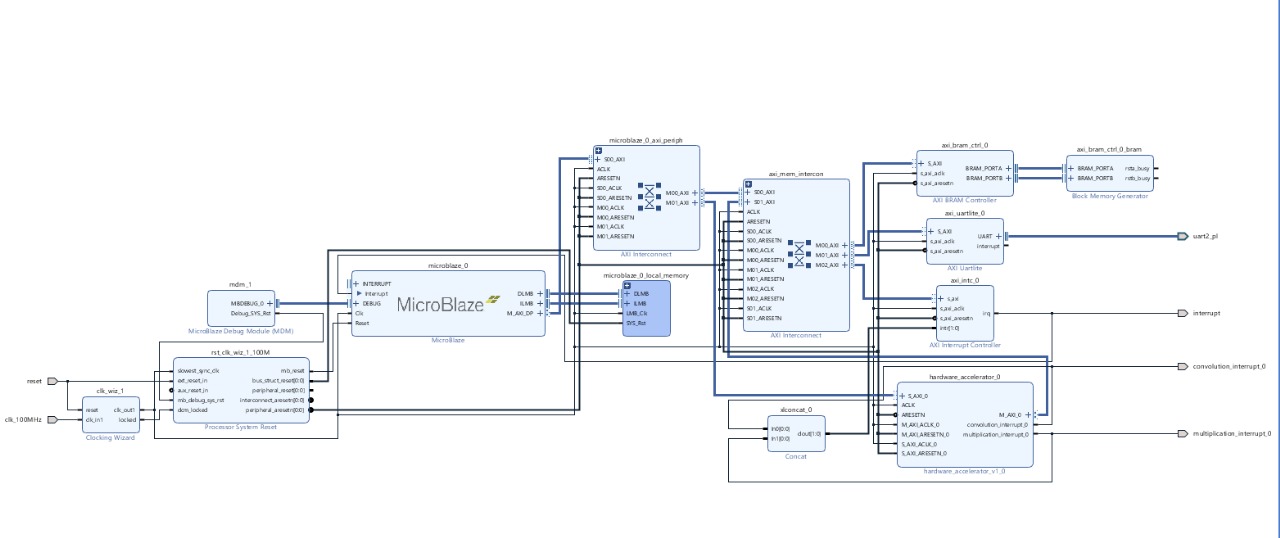 microblaze_0_axi_periph
S00_AXI
ACLK
ARESETN
S00_ACLK
S00_ARESETN
M00_ACLK
M00_ARESETN
M01_ACLK
M01_ARESETN
M00_AXI
M01_AXI
AXI Interconnect
axi_mem_intercon
S00_AXI
S01_AXI
ACLK
ARESETN
S00_ACLK
S00_ARESETN
M00_ACLK
M00_ARESETN
M01_ACLK
M01_ARESETN
M02_ACLK
M02_ARESETN
S01_ACLK
S01_ARESETN
M00_AXI
M01_AXI
M02_AXI
AXI Interconnect
axi_bram_ctrl_0
S_AXI
s_axi_aclk
s_axi_aresetn
BRAM_PORTA
BRAM_PORTB
AXI BRAM Controller
axi_bram_ctrl_0_bram
BRAM_PORTA
BRAM_PORTB
rsta_busy
rstb_busy
Block Memory Generator
axi_uartlite_0
S_AXI
s_axi_aclk
s_axi_aresetn
UART
interrupt
AXI Uartlite
uart2_pl
axi_intc_0
s_axi
s_axi_aclk
s_axi_aresetn
intr[1:0]
irq
AXI Interrupt Controller
interrupt
microblaze_0
INTERRUPT
Interrupt
DEBUG
Clk
Reset
MicroBlaze
DLMB
ILMB
M_AXI_DP
MicroBlaze
microblaze_0_local_memory
DLMB
ILMB
LMB_Clk
SYS_Rst
mdm_1
MBDEBUG_0
Debug_SYS_Rst
MicroBlaze Debug Module (MDM)
rst_clk_wiz_1_100M
slowest_sync_clk
ext_reset_in
aux_reset_in
mb_debug_sys_rst
dcm_locked
mb_reset
bus_struct_reset[0:0]
peripheral_reset[0:0]
interconnect_aresetn[0:0]
peripheral_aresetn[0:0]
Processor System Reset
reset
clk_100MHz
clk_wiz_1
reset
clk_in1
clk_out1
locked
Clocking Wizard
xlconcat_0
In0[0:0]
In1[0:0]
dout[1:0]
Concat
hardware_accelerator_0
S_AXI_0
ACLK
ARESETN
M_AXI_ACLK_0
M_AXI_ARESETN_0
S_AXI_ACLK_0
S_AXI_ARESETN_0
M_AXI_0
convolution_interrupt_0
multiplication_interrupt_0
hardware_accelerator_v1_0
convolution_interrupt_0
multiplication_interrupt_0